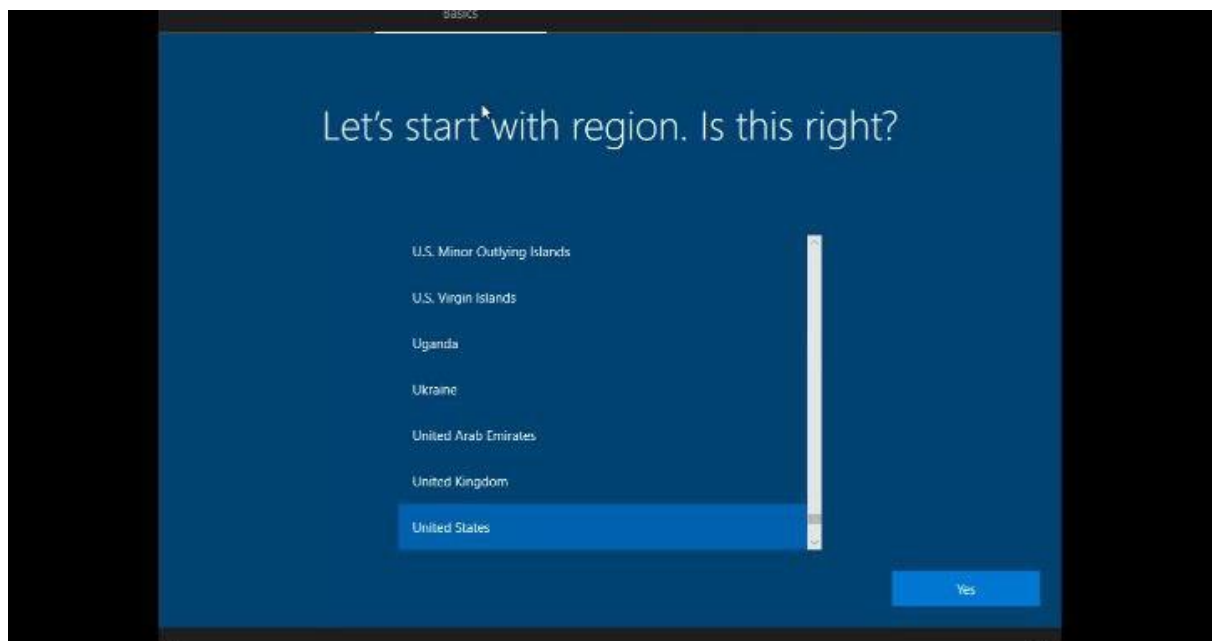 Basics
Let's start with region. Is this right?
U.S. Minor Outlying Islands
U.S. Virgin Islands
Uganda
Ukraine
United Arab Emirates
United Kingdom
United States
Yes